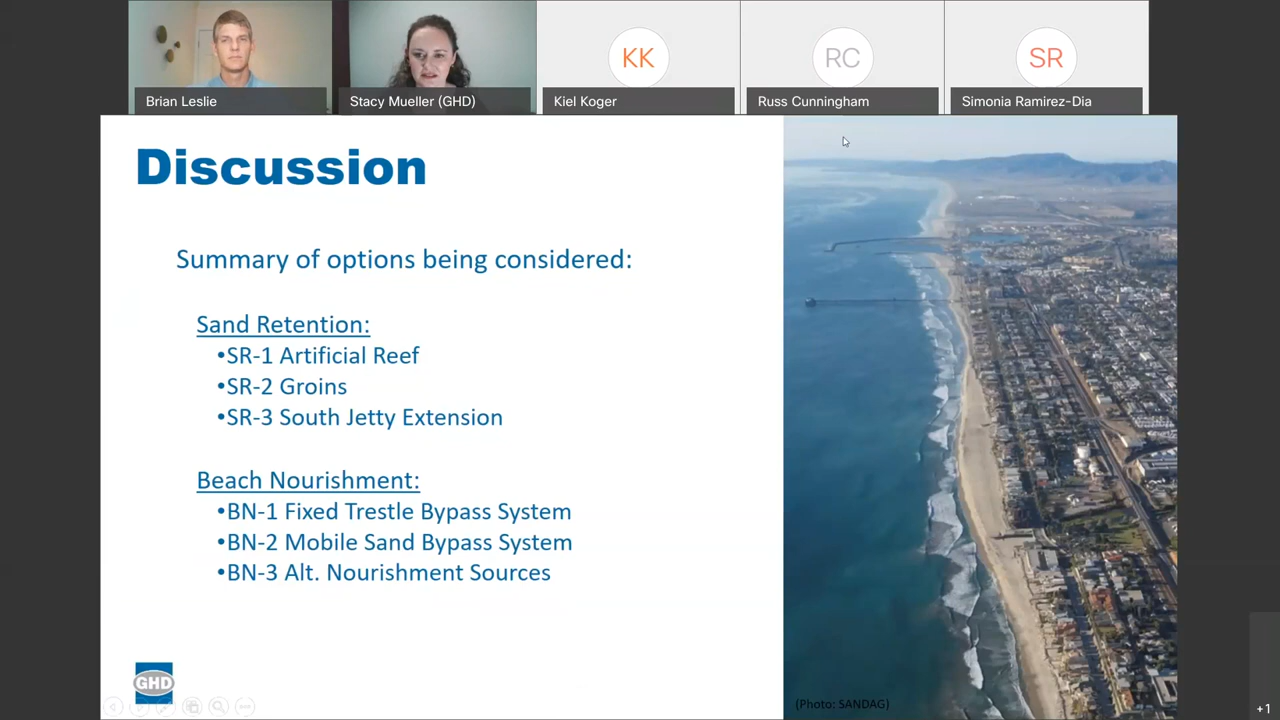 Brian Leslie
Stacy Mueller (GHD)
KK
Kiel Koger
RC
Russ Cunningham
SR
Simonia Ramirez-Dia
Discussion
Summary of options being considered:
Sand Retention:
•SR-1 Artificial Reef
•SR-2 Groins
•SR-3 South Jetty Extension
Beach Nourishment:
•BN-1 Fixed Trestle Bypass System
•BN-2 Mobile Sand Bypass System
•BN-3 Alt. Nourishment Sources
GHD
(Photo: SANDAG)
+1